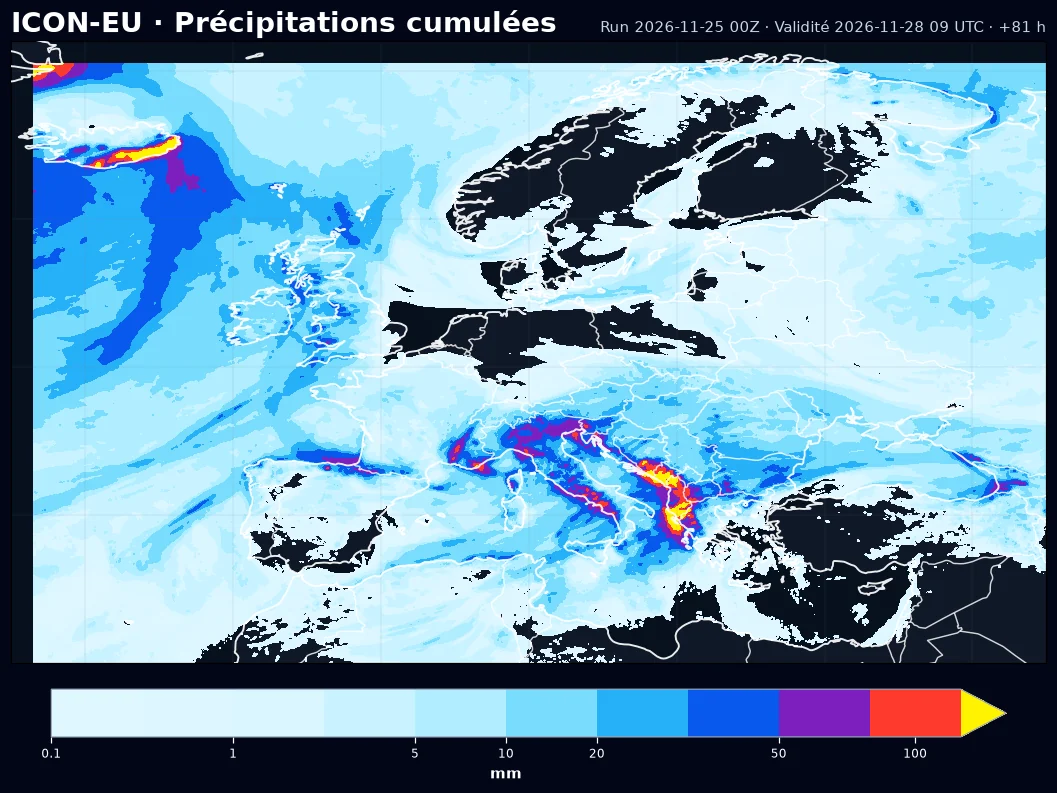 ICON-EU · Précipitations cumulées
Run 2026-11-25 00Z · Validité 2026-11-28 09 UTC · +81 h
0.1 1 5 10 20 50 100
mm